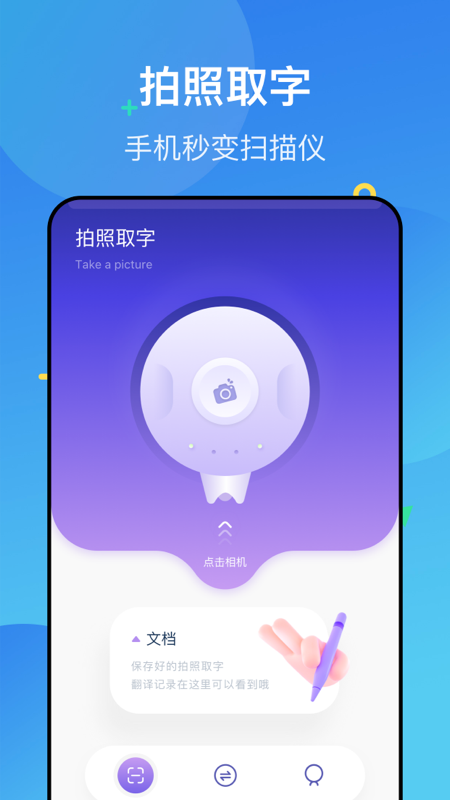 拍照取字
手机秒变扫描仪
拍照取字
Take a picture
点击相机
文档
保存好的拍照取字
翻译记录在这里可以看到哦